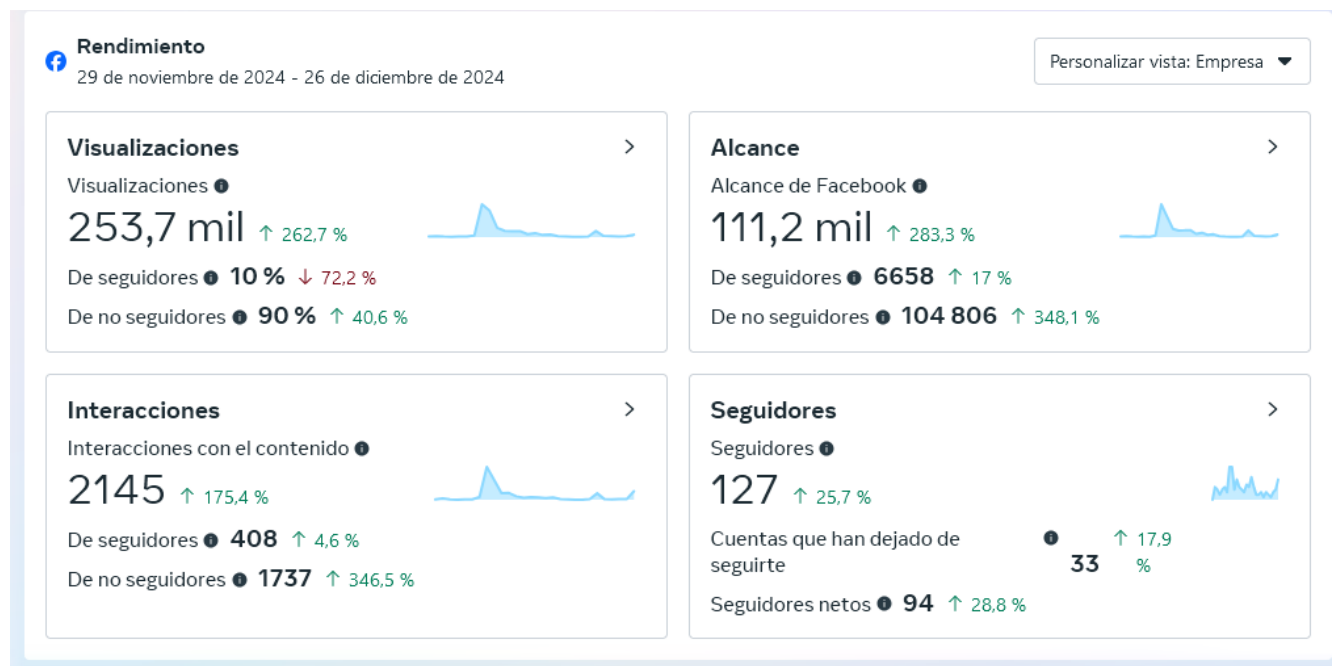 Rendimiento
29 de noviembre de 2024 - 26 de diciembre de 2024
Personalizar vista: Empresa
Visualizaciones
Visualizaciones
253,7 mil ↑ 262,7 %
De seguidores 10 % ↓ 72,2 %
De no seguidores 90 % ↑ 40,6 %
Alcance
Alcance de Facebook
111,2 mil ↑ 283,3 %
De seguidores 6658 ↑ 17 %
De no seguidores 104 806 ↑ 348,1 %
Interacciones
Interacciones con el contenido
2145 ↑ 175,4 %
De seguidores 408 ↑ 4,6 %
De no seguidores 1737 ↑ 346,5 %
Seguidores
Seguidores
127 ↑ 25,7 %
Cuentas que han dejado de ↑ 17,9
seguirte 33 %
Seguidores netos 94 ↑ 28,8 %